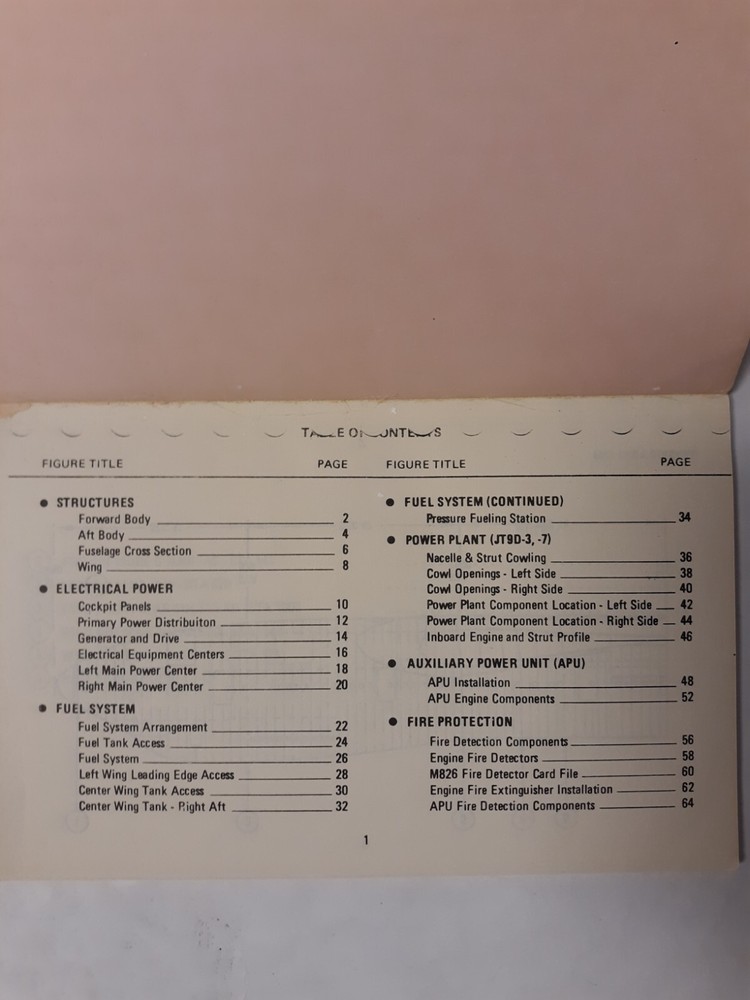 TABLE OF CONTENTS
FIGURE TITLE PAGE
STRUCTURES
Forward Body 2
Aft Body 4
Fuselage Cross Section 6
Wing 8
ELECTRICAL POWER
Cockpit Panels 10
Primary Power Distribuiton 12
Generator and Drive 14
Electrical Equipment Centers 16
Left Main Power Center 18
Right Main Power Center 20
FUEL SYSTEM
Fuel System Arrangement 22
Fuel Tank Access 24
Fuel System 26
Left Wing Leading Edge Access 28
Center Wing Tank Access 30
Center Wing Tank - Right Aft 32
FIGURE TITLE PAGE
FUEL SYSTEM (CONTINUED)
Pressure Fueling Station 34
POWER PLANT (JT9D-3, -7)
Nacelle & Strut Cowling 36
Cowl Openings - Left Side 38
Cowl Openings - Right Side 40
Power Plant Component Location - Left Side 42
Power Plant Component Location - Right Side 44
Inboard Engine and Strut Profile 46
AUXILIARY POWER UNIT (APU)
APU Installation 48
APU Engine Components 52
FIRE PROTECTION
Fire Detection Components 56
Engine Fire Detectors 58
M826 Fire Detector Card File 60
Engine Fire Extinguisher Installation 62
APU Fire Detection Components 64
1